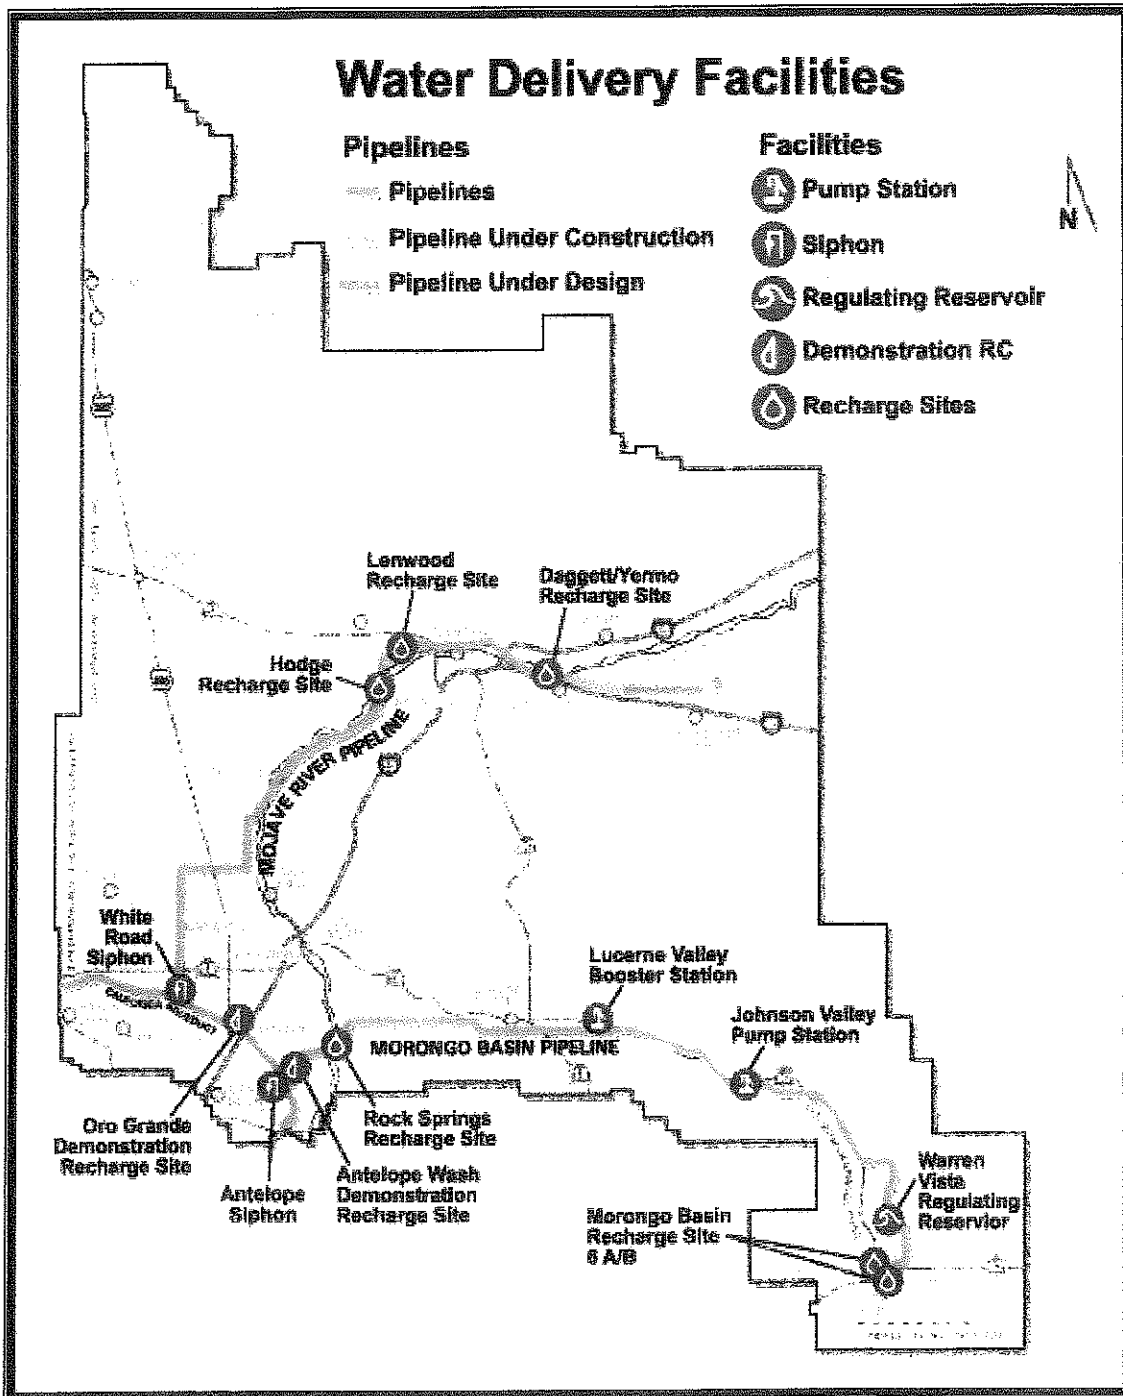 Water Delivery Facilities
Pipelines
Pipelines
Pipeline Under Construction
Pipeline Under Design
Facilities
Pump Station
Siphon
Regulating Reservoir
Demonstration RC
Recharge Sites
N
Lenwood
Recharge Site
Daggett/Yermo
Recharge Site
Hodge
Recharge Site
MOJAVE RIVER PIPELINE
White
Road
Siphon
CALIFORNIA AQUEDUCT
Lucerne Valley
Booster Station
Johnson Valley
Pump Station
MORONGO BASIN PIPELINE
Oro Grande
Demonstration
Recharge Site
Rock Springs
Recharge Site
Antelope
Siphon
Antelope Wash
Demonstration
Recharge Site
Warren
Vista
Regulating
Reservior
Morongo Basin
Recharge Site
6 A/B